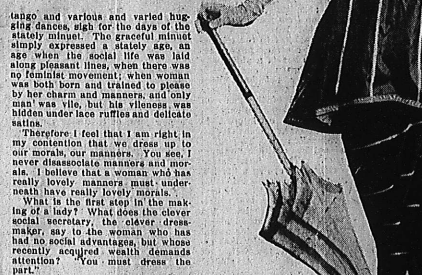 tango and various and varied hug-
ging dances, sigh for the days of the
stately minuet. The graceful minuet
simply expressed a stately age, an
age when the social life was laid
along pleasant lines, when there was
no feminist movement; when woman
was both born and trained to please
by her charm and manners, and only
man was vile, but his vileness was
hidden under lace ruffles and delicate
satins.
Therefore I feel that I am right in
my contention that we dress up to
our morals, our manners. You see, I
never disassociate manners and mor-
als. I believe that a woman who has
really lovely manners must under-
neath have really lovely morals.
What is the first step in the mak-
ing of a lady? What does the clever
social secretary, the clever dress-
maker, say to the woman who has
had no social advantages, but whose
recently acquired wealth demands
attention? "You must dress the
part."